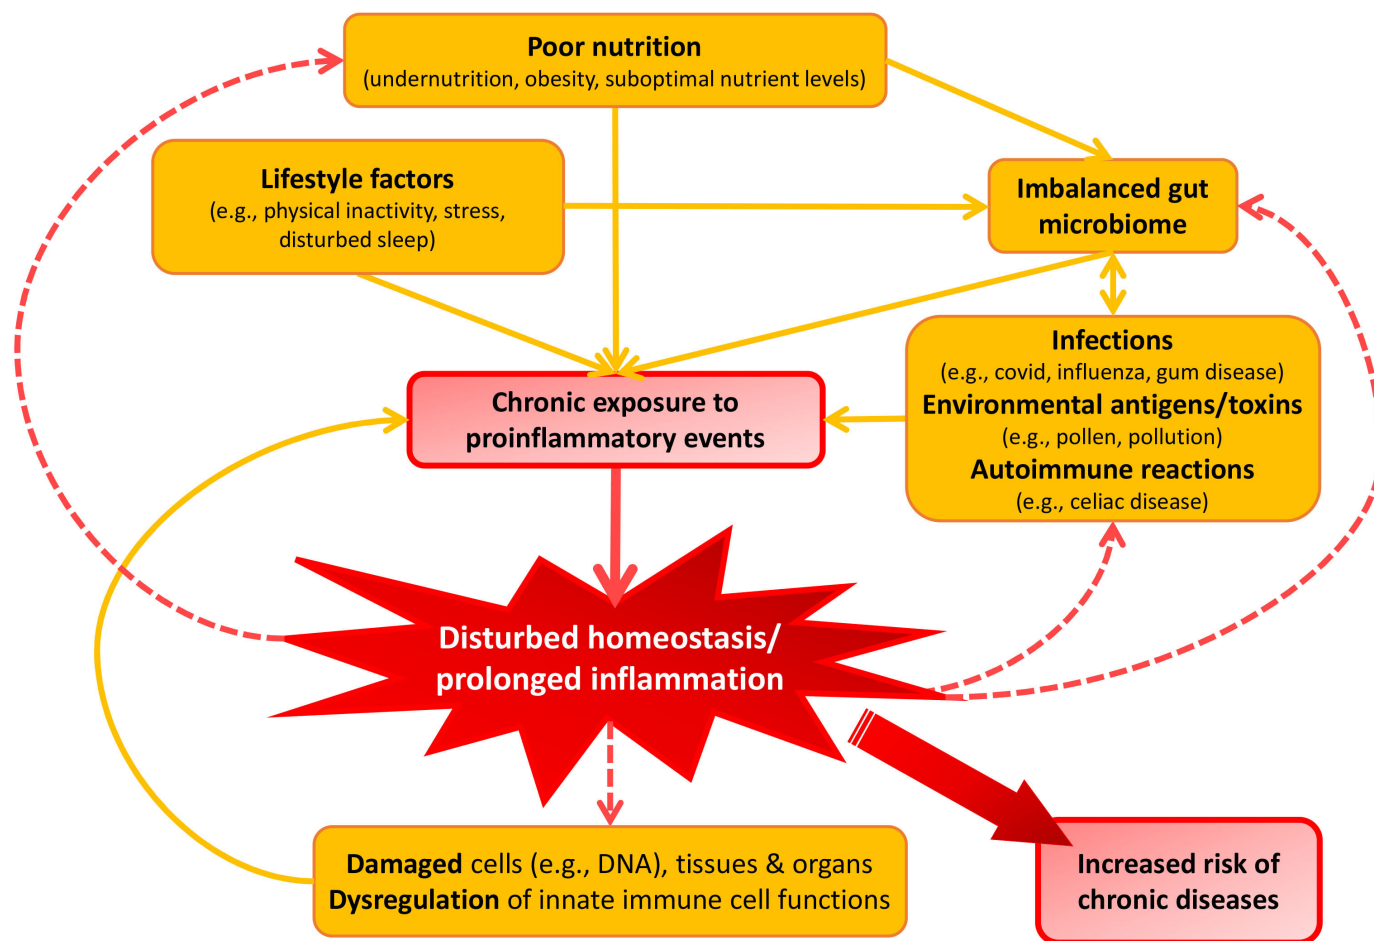 Poor nutrition
(undernutrition, obesity, suboptimal nutrient levels)
Lifestyle factors
(e.g., physical inactivity, stress,
disturbed sleep)
Imbalanced gut
microbiome
Infections
(e.g., covid, influenza, gum disease)
Environmental antigens/toxins
(e.g., pollen, pollution)
Autoimmune reactions
(e.g., celiac disease)
Chronic exposure to
proinflammatory events
Disturbed homeostasis/
prolonged inflammation
Damaged cells (e.g., DNA), tissues & organs
Dysregulation of innate immune cell functions
Increased risk of
chronic diseases